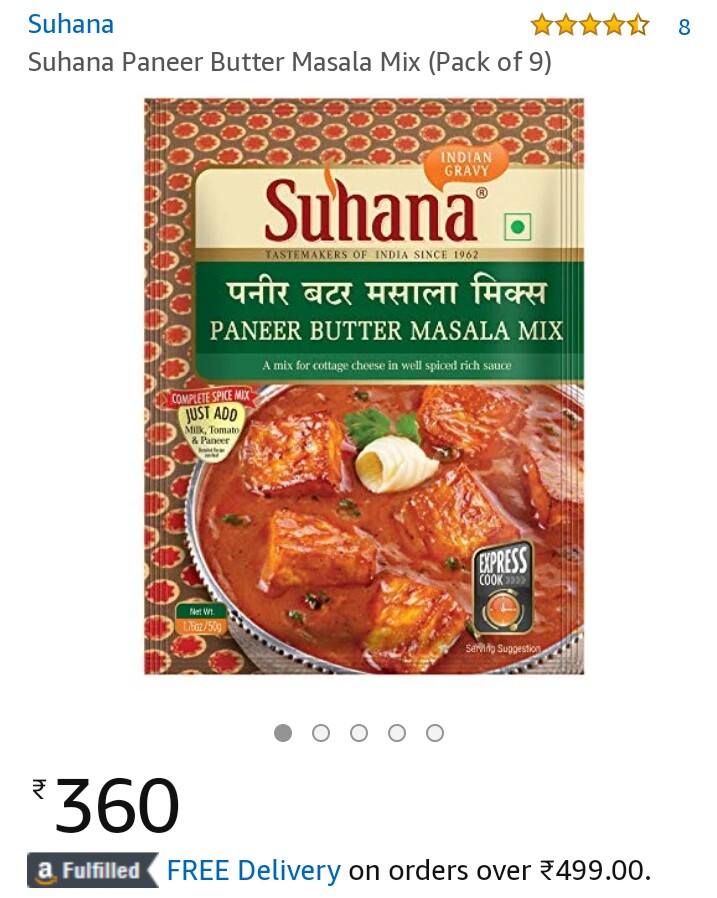 Suhana
8
Suhana Paneer Butter Masala Mix (Pack of 9)
INDIAN
GRAVY
Suhana®
TASTEMAKERS OF INDIA SINCE 1962
पनीर बटर मसाला मिक्स
PANEER BUTTER MASALA MIX
A mix for cottage cheese in well spiced rich sauce
COMPLETE SPICE MIX
JUST ADD
Milk, Tomato
& Paneer
EXPRESS
COOK
Net Wt.
1.76oz/50g
Serving Suggestion
₹360
a Fulfilled FREE Delivery on orders over ₹499.00.